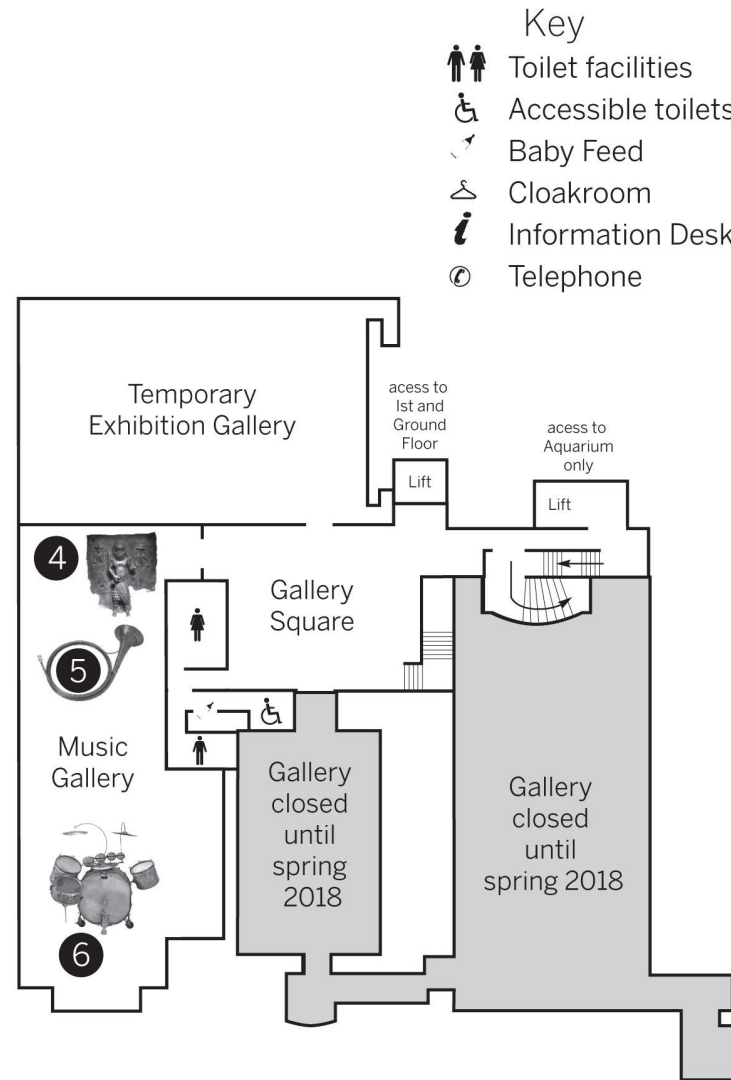 Key
Toilet facilities
Accessible toilets
Baby Feed
Cloakroom
i Information Desk
Telephone
Temporary
Exhibition Gallery
acess to
Ist and
Ground
Floor
Lift
acess to
Aquarium
only
Lift
4
Gallery
Square
5
Music
Gallery
6
Gallery
closed
until
spring
2018
Gallery
closed
until
spring 2018